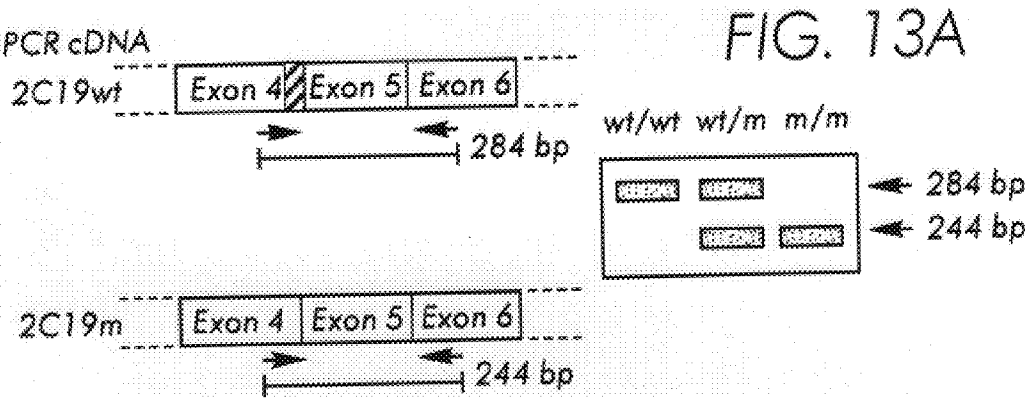 FIG. 13A
PCR cDNA
2C19wt
Exon 4 Exon 5 Exon 6
284 bp
wt/wt wt/m m/m
284 bp
244 bp
2C19m
Exon 4 Exon 5 Exon 6
244 bp